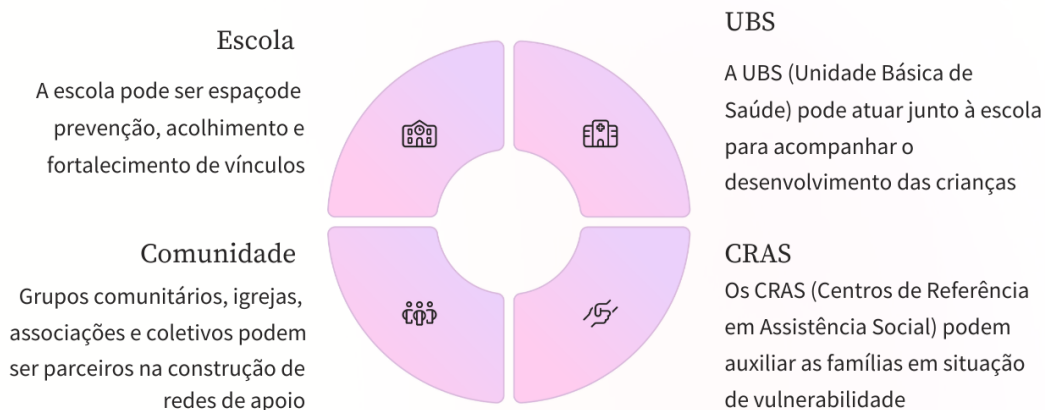 Escola
A escola pode ser espaçode
prevenção, acolhimento e
fortalecimento de vínculos
UBS
A UBS (Unidade Básica de
Saúde) pode atuar junto à escola
para acompanhar o
desenvolvimento das crianças
Comunidade
Grupos comunitários, igrejas,
associações e coletivos podem
ser parceiros na construção de
redes de apoio
CRAS
Os CRAS (Centros de Referência
em Assistência Social) podem
auxiliar as famílias em situação
de vulnerabilidade